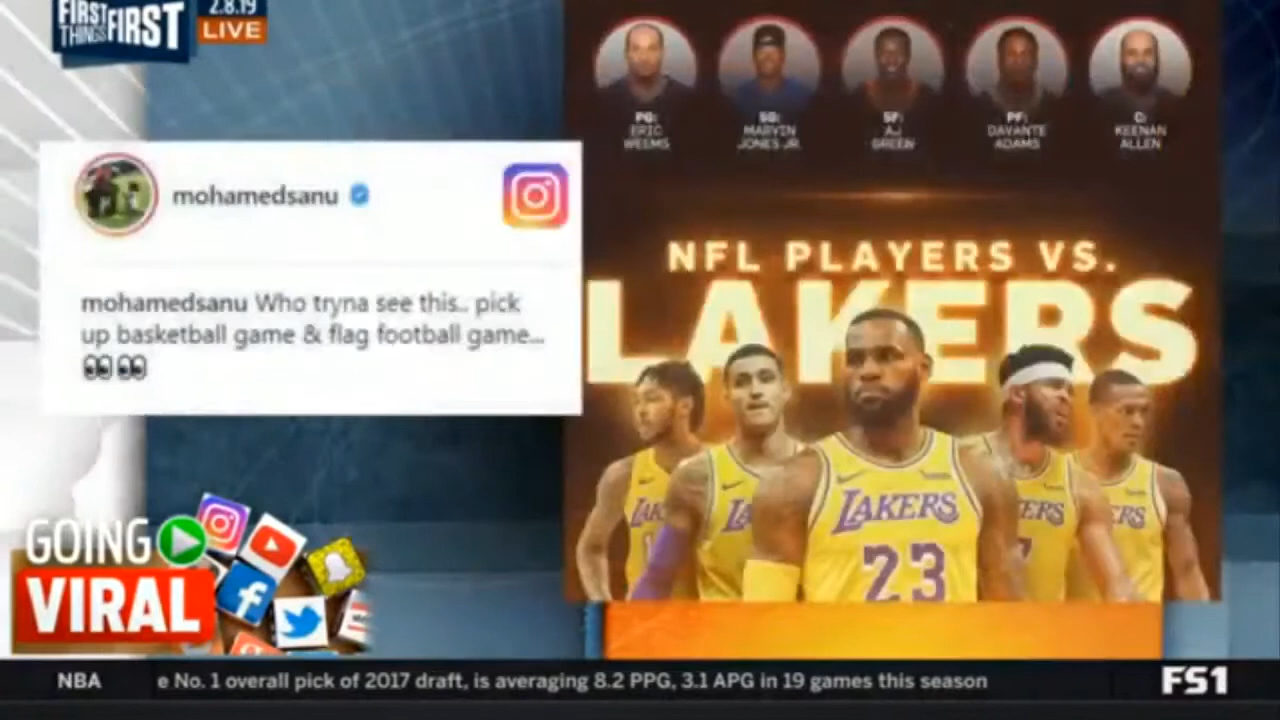 FIRST
THINGS FIRST
2.8.19
LIVE
PG:
ERIC
WEEMS
SG:
MARVIN
JONES JR.
SF:
AJ
GREEN
PF:
DAVANTE
ADAMS
C:
KEENAN
ALLEN
mohamedsanu
mohamedsanu Who tryna see this.. pick
up basketball game & flag football game...
👀👀
NFL PLAYERS VS.
LAKERS
LAKERS
23
GOING
VIRAL
NBA
e No. 1 overall pick of 2017 draft, is averaging 8.2 PPG, 3.1 APG in 19 games this season
FS1